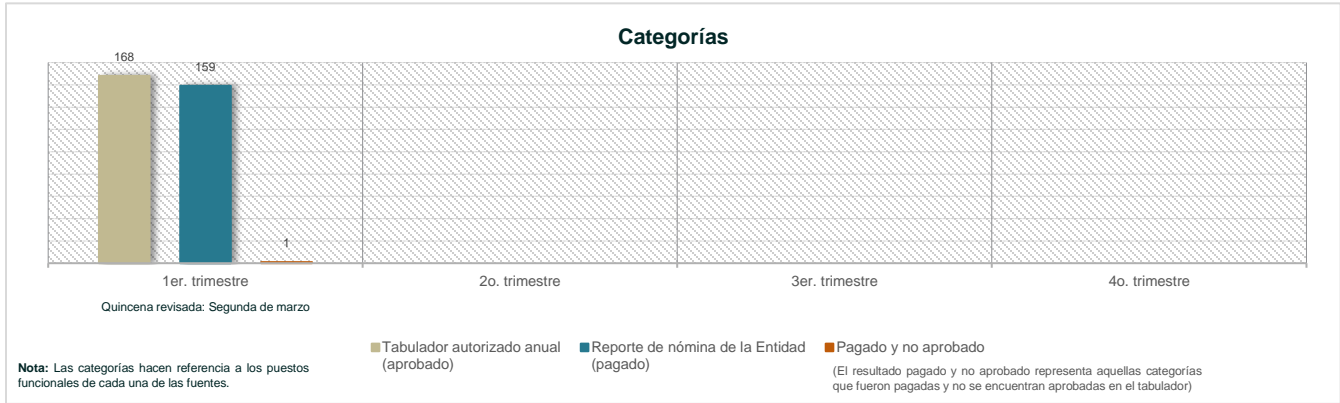 Categorías
168
159
1
1er. trimestre
2o. trimestre
3er. trimestre
4o. trimestre
Quincena revisada: Segunda de marzo
Tabulador autorizado anual
(aprobado)
Reporte de nómina de la Entidad
(pagado)
Pagado y no aprobado
(El resultado pagado y no aprobado representa aquellas categorías
que fueron pagadas y no se encuentran aprobadas en el tabulador)
Nota: Las categorías hacen referencia a los puestos
funcionales de cada una de las fuentes.